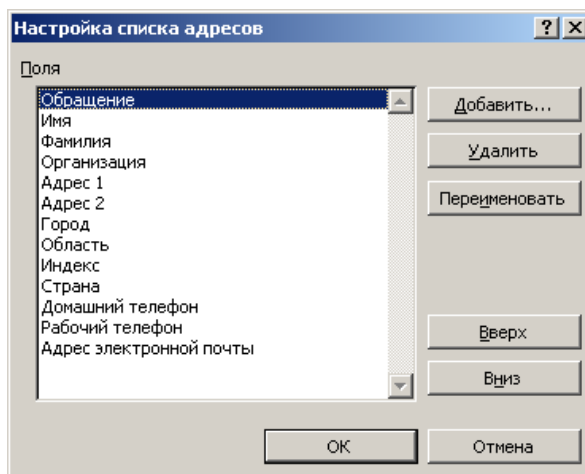 Настройка списка адресов
Поля
Обращение
Имя
Фамилия
Организация
Адрес 1
Адрес 2
Город
Область
Индекс
Страна
Домашний телефон
Рабочий телефон
Адрес электронной почты
Добавить...
Удалить
Переименовать
Вверх
Вниз
ОК
Отмена